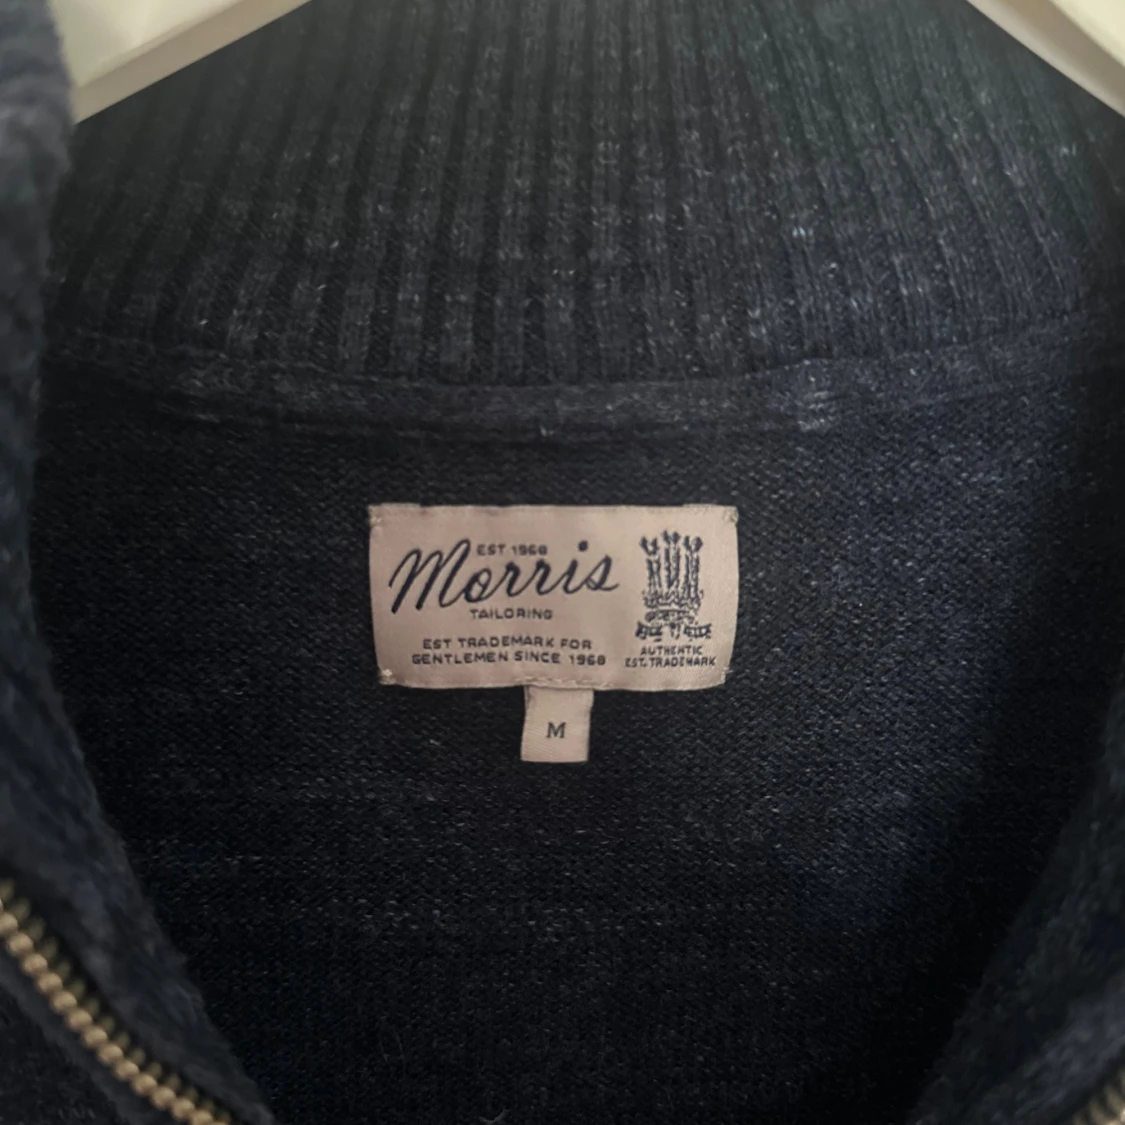 EST 1968
Morris
TAILORING
EST TRADEMARK FOR
GENTLEMEN SINCE 1968
AUTHENTIC
EST. TRADEMARK
M